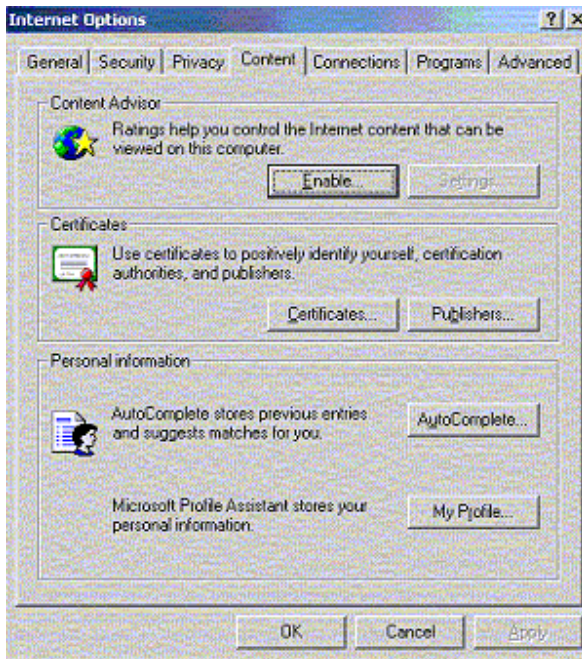 Internet Options
General Security Privacy Content Connections Programs Advanced
Content Advisor
Ratings help you control the Internet content that can be
viewed on this computer.
Enable... Settings...
Certificates
Use certificates to positively identify yourself, certification
authorities, and publishers.
Certificates... Publishers...
Personal information
AutoComplete stores previous entries
and suggests matches for you.
AutoComplete...
Microsoft Profile Assistant stores your
personal information.
My Profile...
OK Cancel Apply